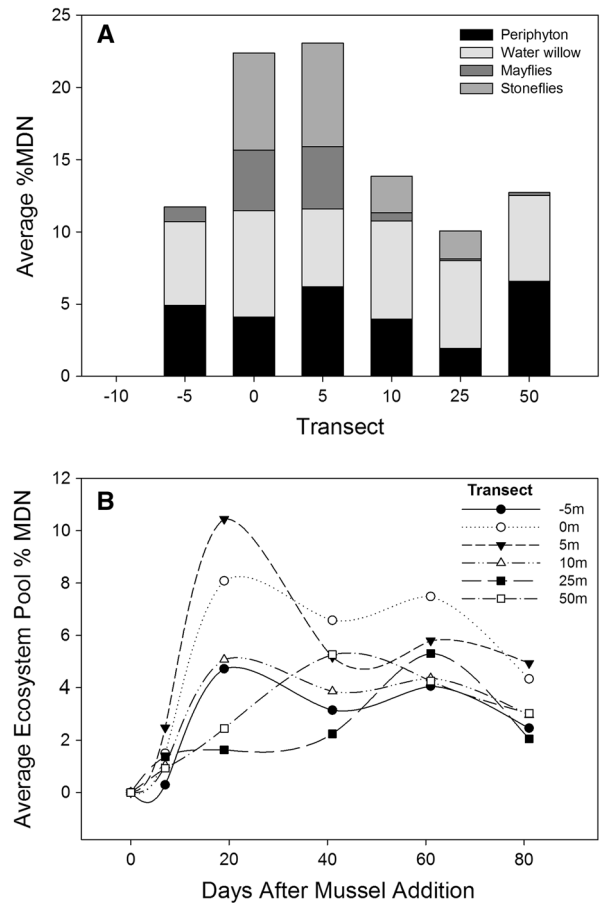 A
Periphyton
Water willow
Mayflies
Stoneflies
25
20
15
10
5
0
Average %MDN
-10 -5 0 5 10 25 50
Transect
B
Transect
-5m
0m
5m
10m
25m
50m
12
10
8
6
4
2
0
Average Ecosystem Pool % MDN
0 20 40 60 80
Days After Mussel Addition